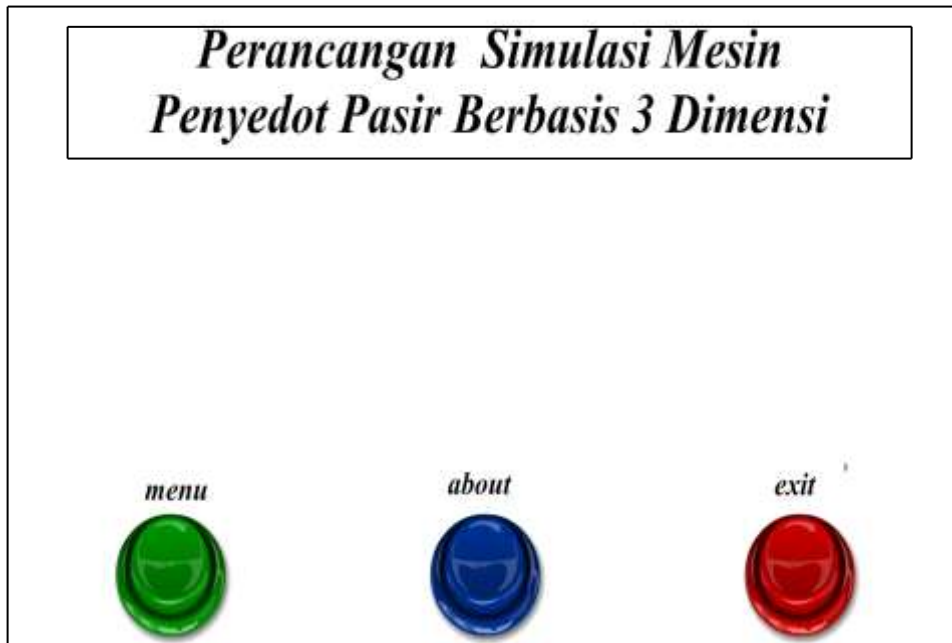 Perancangan Simulasi Mesin
Penyedot Pasir Berbasis 3 Dimensi
menu
about
exit